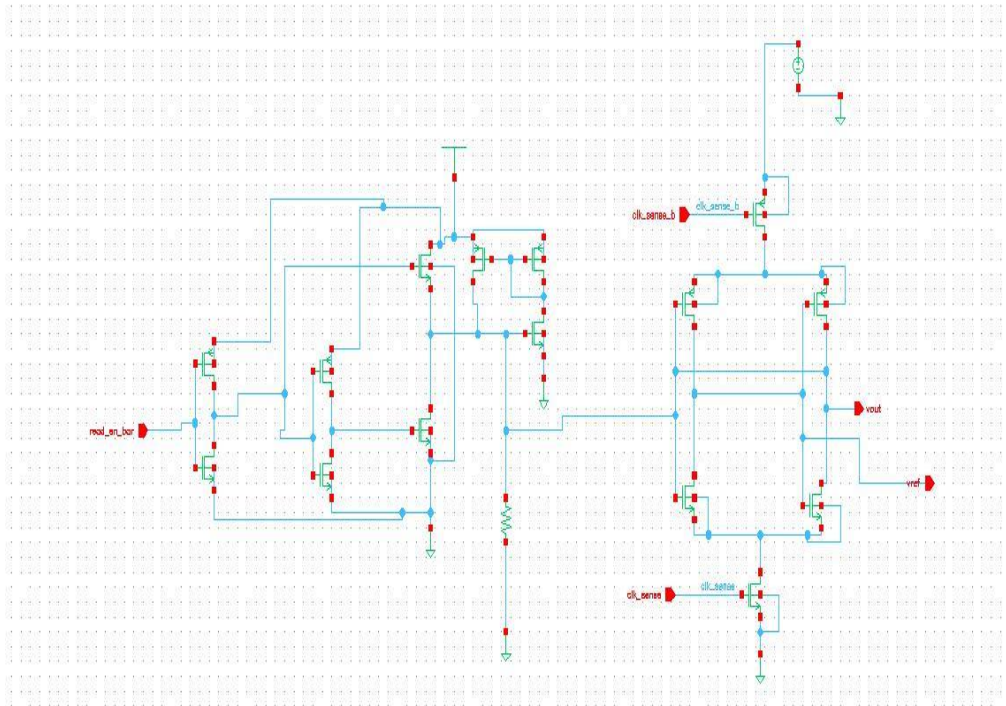 clk_sense_b
clk_sense_b
read_en_bar
vout
vref
clk_sense
clk_sense